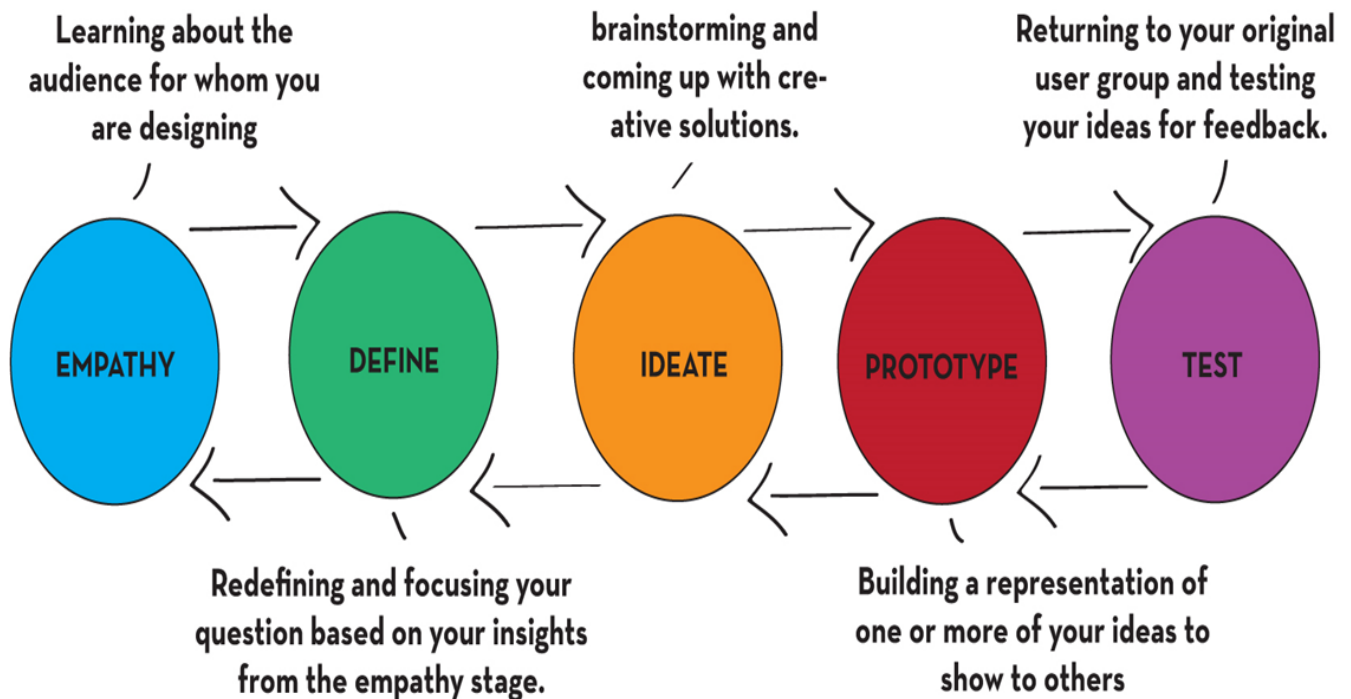 Learning about the
audience for whom you
are designing
brainstorming and
coming up with cre-
ative solutions.
Returning to your original
user group and testing
your ideas for feedback.
EMPATHY
DEFINE
IDEATE
PROTOTYPE
TEST
Redefining and focusing your
question based on your insights
from the empathy stage.
Building a representation of
one or more of your ideas to
show to others